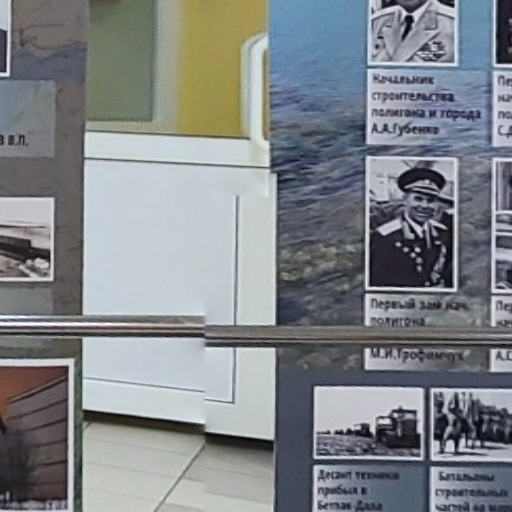 в В.П.
Начальник
строительства
полигона и города
А.А.Губенко
Первый зам.нач.
полигона
М.И.Трофимчук
Десант техники
прибыл в
Бетпак-Дала
Батальоны
строительных
частей на мар